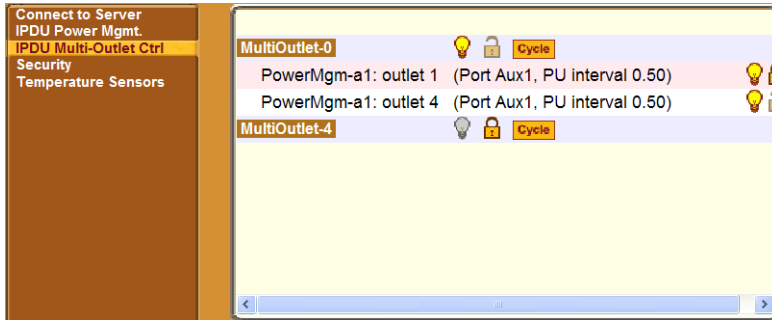 Connect to Server
IPDU Power Mgmt.
IPDU Multi-Outlet Ctrl
Security
Temperature Sensors
MultiOutlet-0 Cycle
PowerMgm-a1: outlet 1 (Port Aux1, PU interval 0.50)
PowerMgm-a1: outlet 4 (Port Aux1, PU interval 0.50)
MultiOutlet-4 Cycle